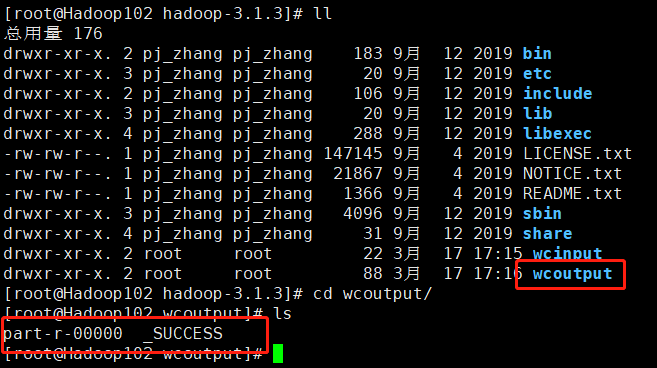 [root@Hadoop102 hadoop-3.1.3]# ll
总用量 176
drwxr-xr-x. 2 pj_zhang pj_zhang    183 9月  12 2019 bin
drwxr-xr-x. 3 pj_zhang pj_zhang     20 9月  12 2019 etc
drwxr-xr-x. 2 pj_zhang pj_zhang    106 9月  12 2019 include
drwxr-xr-x. 3 pj_zhang pj_zhang     20 9月  12 2019 lib
drwxr-xr-x. 4 pj_zhang pj_zhang    288 9月  12 2019 libexec
-rw-rw-r--. 1 pj_zhang pj_zhang 147145 9月   4 2019 LICENSE.txt
-rw-rw-r--. 1 pj_zhang pj_zhang  21867 9月   4 2019 NOTICE.txt
-rw-rw-r--. 1 pj_zhang pj_zhang   1366 9月   4 2019 README.txt
drwxr-xr-x. 3 pj_zhang pj_zhang   4096 9月  12 2019 sbin
drwxr-xr-x. 4 pj_zhang pj_zhang     31 9月  12 2019 share
drwxr-xr-x. 2 root     root         22 3月  17 17:15 wcinput
drwxr-xr-x. 2 root     root         88 3月  17 17:16 wcoutput
[root@Hadoop102 hadoop-3.1.3]# cd wcoutput/
[root@Hadoop102 wcoutput]# ls
part-r-00000  _SUCCESS
[root@Hadoop102 wcoutput]#